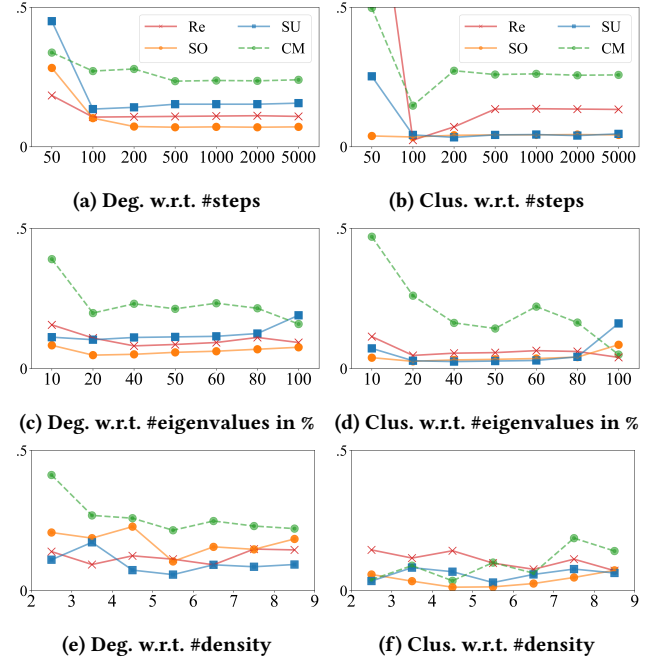 .5
Re
SU
SO
CM
0
50 100 200 500 1000 2000 5000
(a) Deg. w.r.t. #steps
.5
Re
SU
SO
CM
0
50 100 200 500 1000 2000 5000
(b) Clus. w.r.t. #steps
.5
0
10 20 40 50 60 80 100
(c) Deg. w.r.t. #eigenvalues in %
.5
0
10 20 40 50 60 80 100
(d) Clus. w.r.t. #eigenvalues in %
.5
0
2 3 4 5 6 7 8 9
(e) Deg. w.r.t. #density
.5
0
2 3 4 5 6 7 8 9
(f) Clus. w.r.t. #density